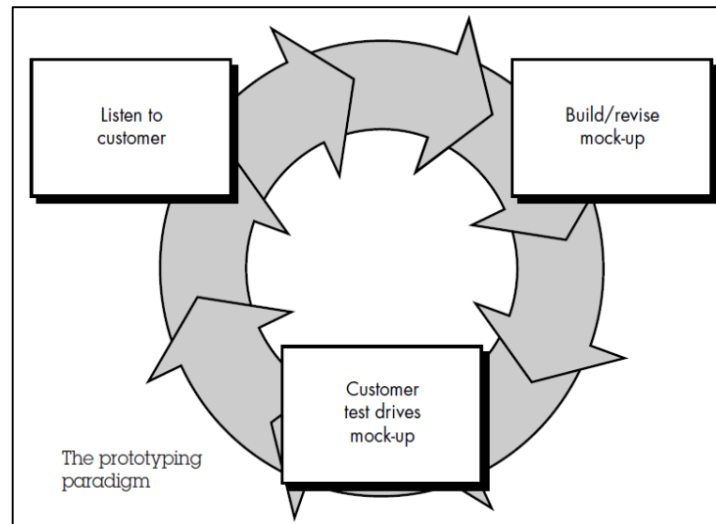 Listen to
customer
Build/revise
mock-up
Customer
test drives
mock-up
The prototyping
paradigm